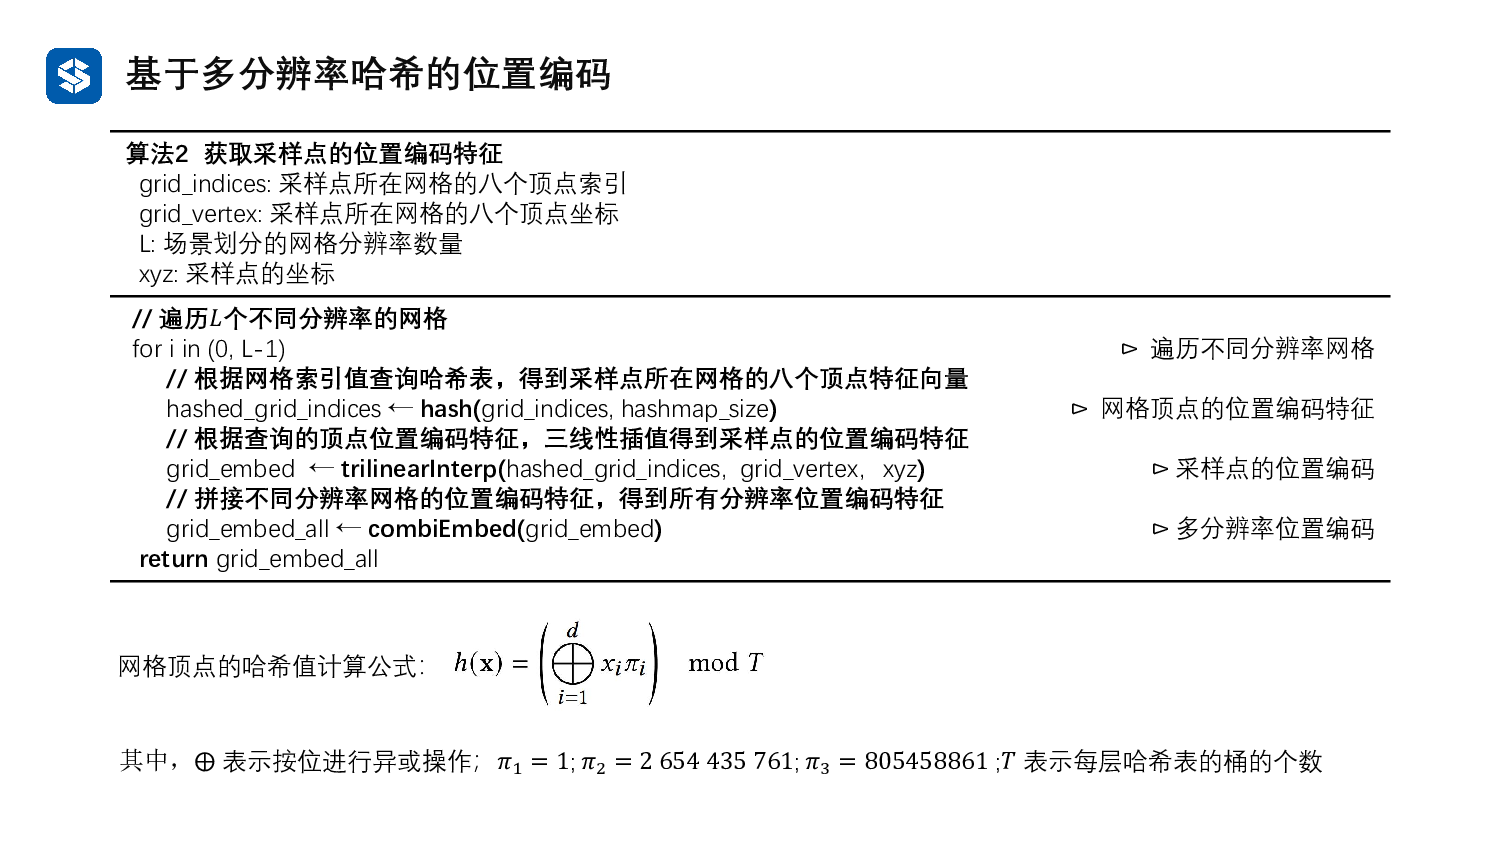 基于多分辨率哈希的位置编码
算法2 获取采样点的位置编码特征
grid_indices: 采样点所在网格的八个顶点索引
grid_vertex: 采样点所在网格的八个顶点坐标
L: 场景划分的网格分辨率数量
xyz: 采样点的坐标
// 遍历L个不同分辨率的网格
for i in (0, L-1) ▻ 遍历不同分辨率网格
// 根据网格索引值查询哈希表，得到采样点所在网格的八个顶点特征向量
hashed_grid_indices ← hash(grid_indices, hashmap_size) ▻ 网格顶点的位置编码特征
// 根据查询的顶点位置编码特征，三线性插值得到采样点的位置编码特征
grid_embed ← trilinearInterp(hashed_grid_indices, grid_vertex, xyz) ▻ 采样点的位置编码
// 拼接不同分辨率网格的位置编码特征，得到所有分辨率位置编码特征
grid_embed_all ← combiEmbed(grid_embed) ▻ 多分辨率位置编码
return grid_embed_all
网格顶点的哈希值计算公式： h(x) = (⨁_{i=1}^{d} x_i π_i) mod T
其中，⊕ 表示按位进行异或操作；π₁ = 1; π₂ = 2 654 435 761; π₃ = 805458861 ;T 表示每层哈希表的桶的个数